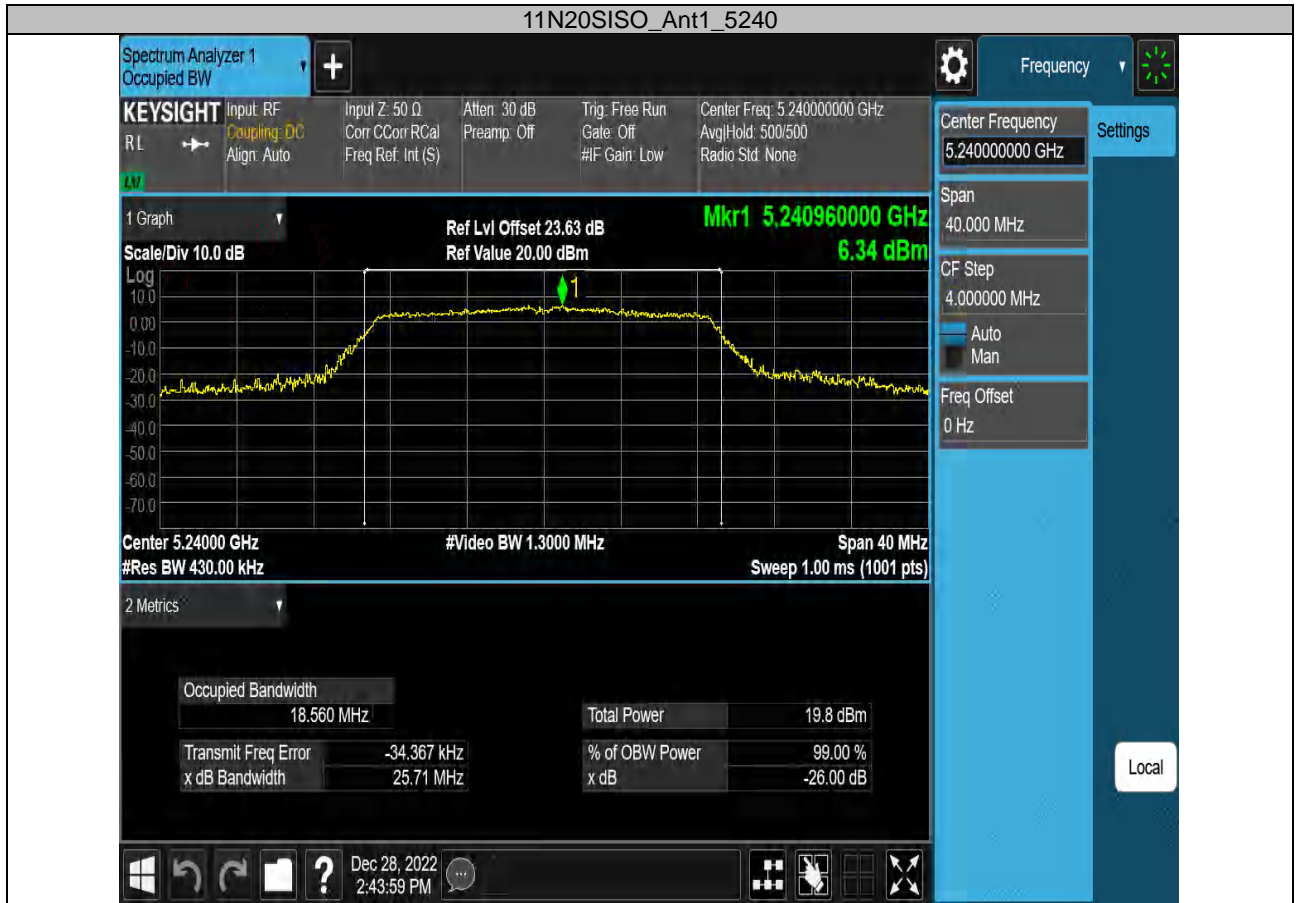 11N20SISO_Ant1_5240
Spectrum Analyzer 1
Occupied BW
Frequency
KEYSIGHT
RL
LW
Input: RF
Coupling: DC
Align: Auto
Input Z: 50 Ω
Corr CCorr RCal
Freq Ref: Int (S)
Atten: 30 dB
Preamp: Off
Trig: Free Run
Gate: Off
#IF Gain: Low
Center Freq: 5.240000000 GHz
Avg|Hold: 500/500
Radio Std: None
Center Frequency
5.240000000 GHz
Settings
Span
40.000 MHz
CF Step
4.000000 MHz
Auto
Man
Freq Offset
0 Hz
Local
1 Graph
Scale/Div 10.0 dB
Ref Lvl Offset 23.63 dB
Ref Value 20.00 dBm
Mkr1 5.240960000 GHz
6.34 dBm
Log
10.0
0.00
-10.0
-20.0
-30.0
-40.0
-50.0
-60.0
-70.0
1
Center 5.24000 GHz
#Res BW 430.00 kHz
#Video BW 1.3000 MHz
Span 40 MHz
Sweep 1.00 ms (1001 pts)
2 Metrics
Occupied Bandwidth
18.560 MHz
Total Power 19.8 dBm
Transmit Freq Error -34.367 kHz
% of OBW Power 99.00 %
x dB Bandwidth 25.71 MHz
x dB -26.00 dB
?
Dec 28, 2022
2:43:59 PM